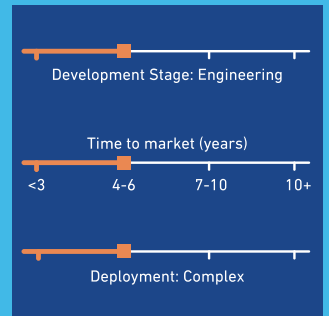 Development Stage: Engineering
Time to market (years)
<3 4-6 7-10 10+
Deployment: Complex